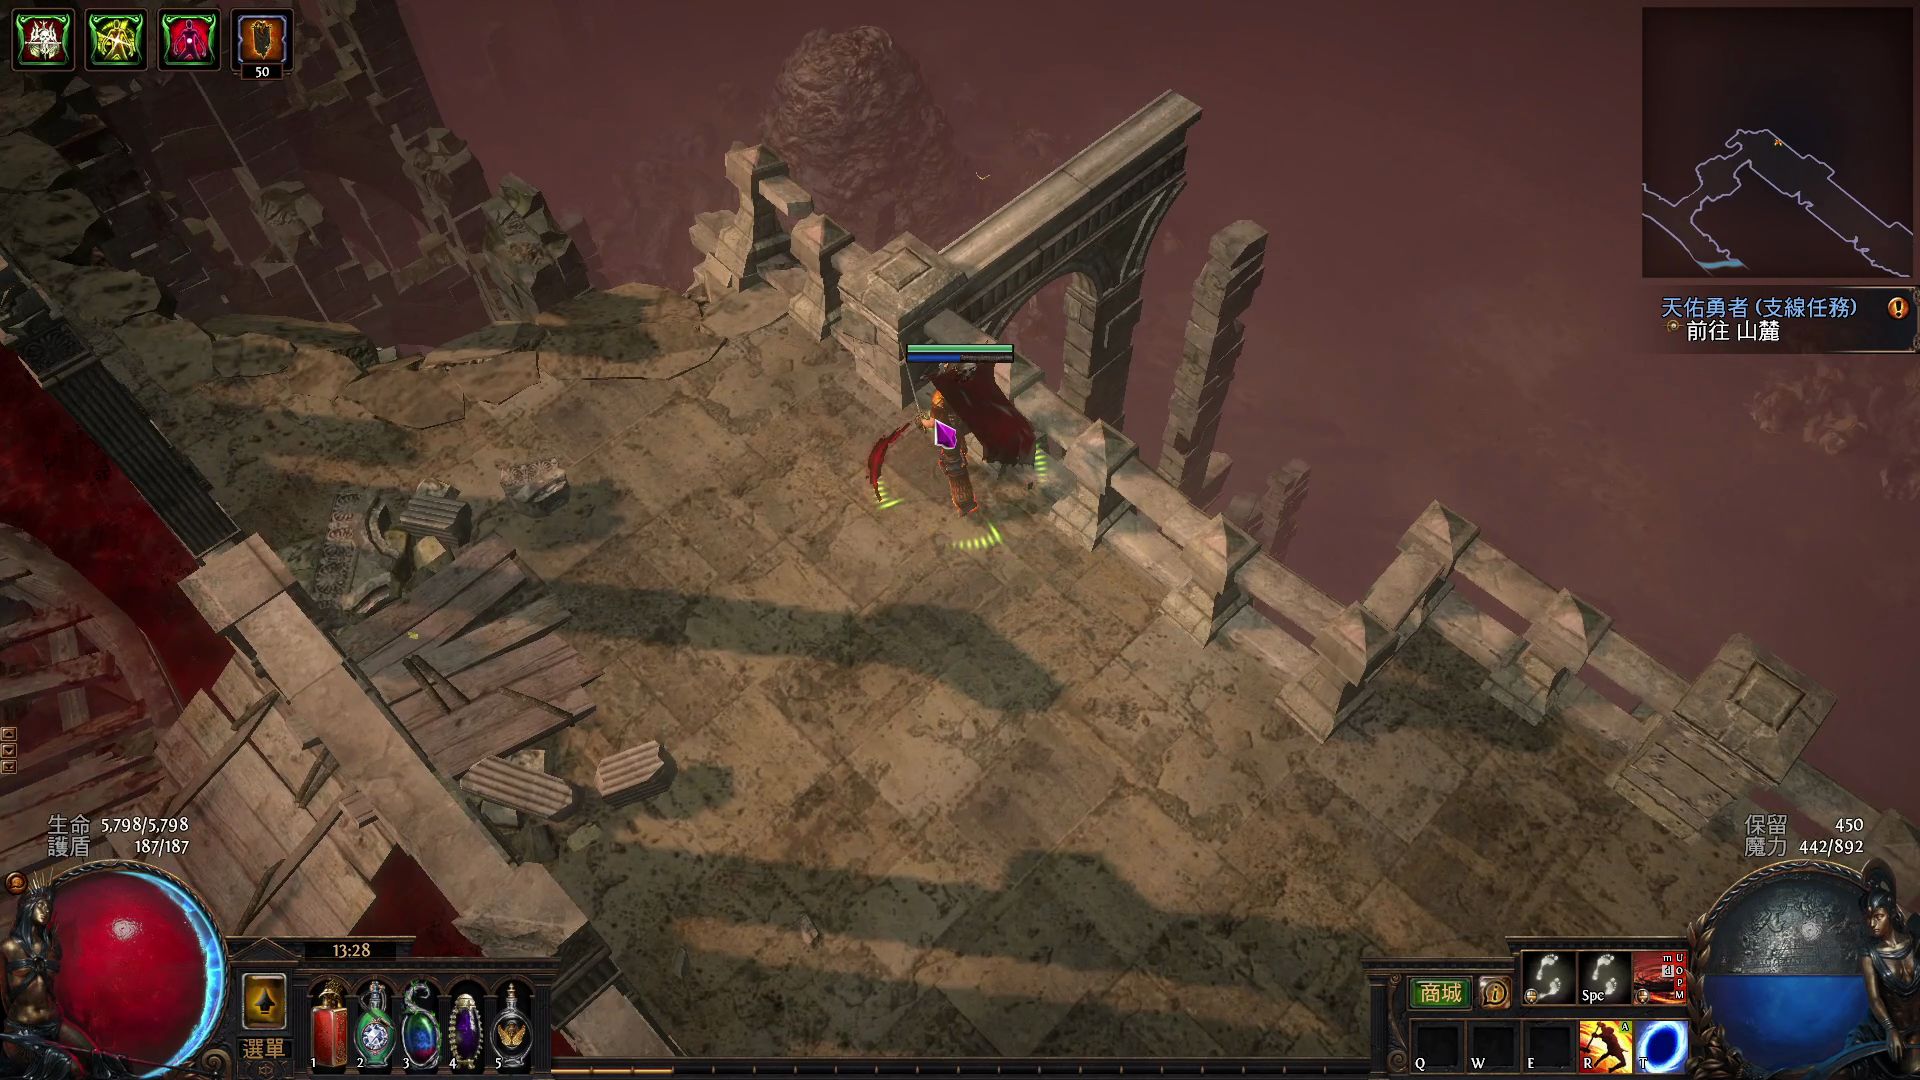 50
天佑勇者 (支線任務)
前往 山麓
生命 5,798/5,798
護盾 187/187
保留 450
魔力 442/892
13:28
選單
1 2 3 4 5
商城
Spc
m U
d O
P
M
A
Q W E R T